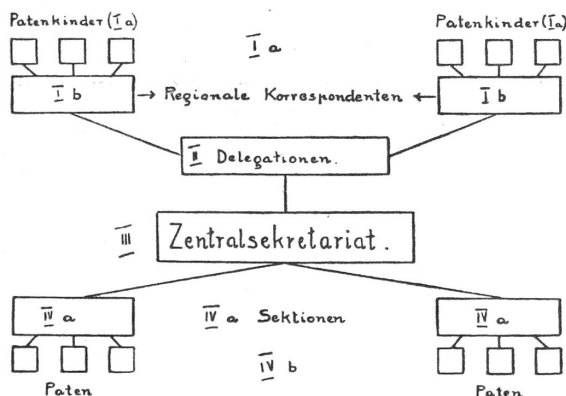 Patenkinder (I a)
Patenkinder (I a)
I a
I b → Regionale Korrespondenten ← I b
II Delegationen.
III Zentralsekretariat.
IV a
IV a Sektionen
IV a
IV b
Paten
Paten